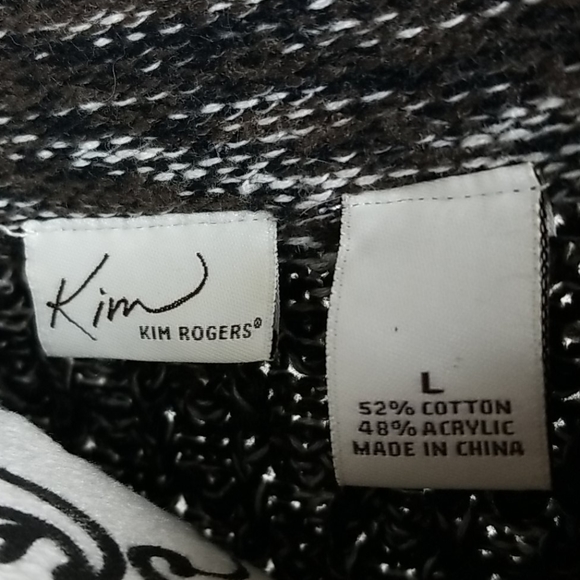 Kim
KIM ROGERS®
L
52% COTTON
48% ACRYLIC
MADE IN CHINA